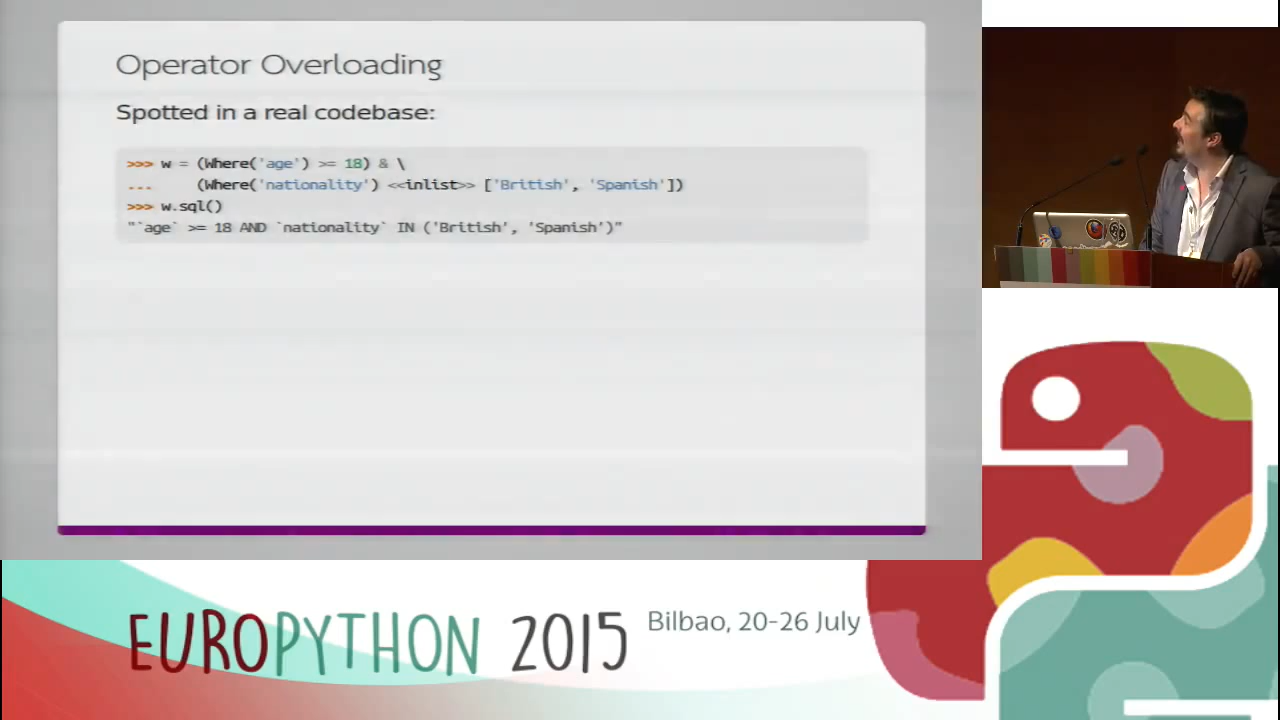 Operator Overloading
Spotted in a real codebase:
>>> w = (Where('age') >= 18) & \
... (Where('nationality') <<inlist>> ['British', 'Spanish'])
>>> w.sql()
"`age` >= 18 AND `nationality` IN ('British', 'Spanish')"
EUROPYTHON 2015
Bilbao, 20-26 July